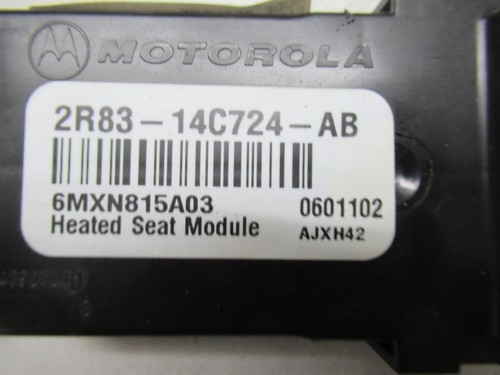 MOTOROLA
2R83-14C724-AB
6MXN815A03 0601102
Heated Seat Module AJXH42